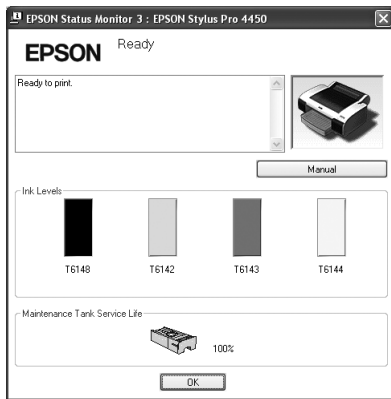 EPSON Status Monitor 3 : EPSON Stylus Pro 4450
EPSON
Ready
Ready to print.
Manual
Ink Levels
T6148 T6142 T6143 T6144
Maintenance Tank Service Life
100%
OK